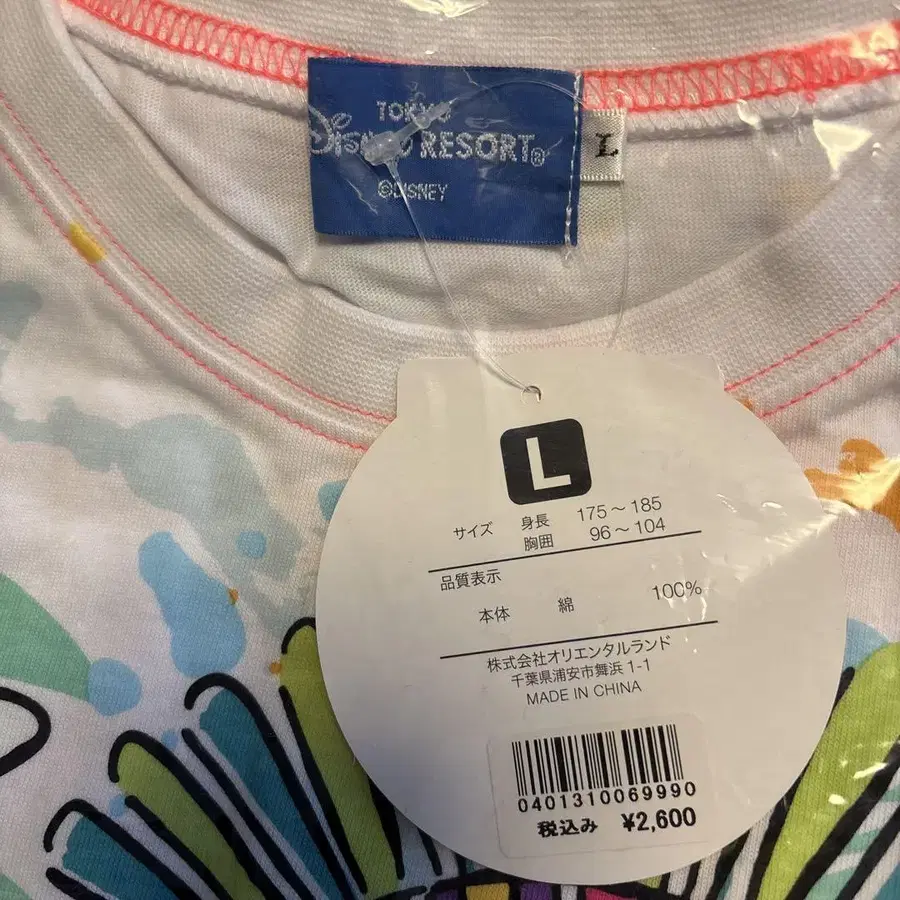 TOKYO
Disney RESORT®
©DISNEY
L
L
サイズ 身長 175～185
胸囲 96～104
品質表示
本体 綿 100%
株式会社オリエンタルランド
千葉県浦安市舞浜 1-1
MADE IN CHINA
0401310069990
税込み ¥2,600